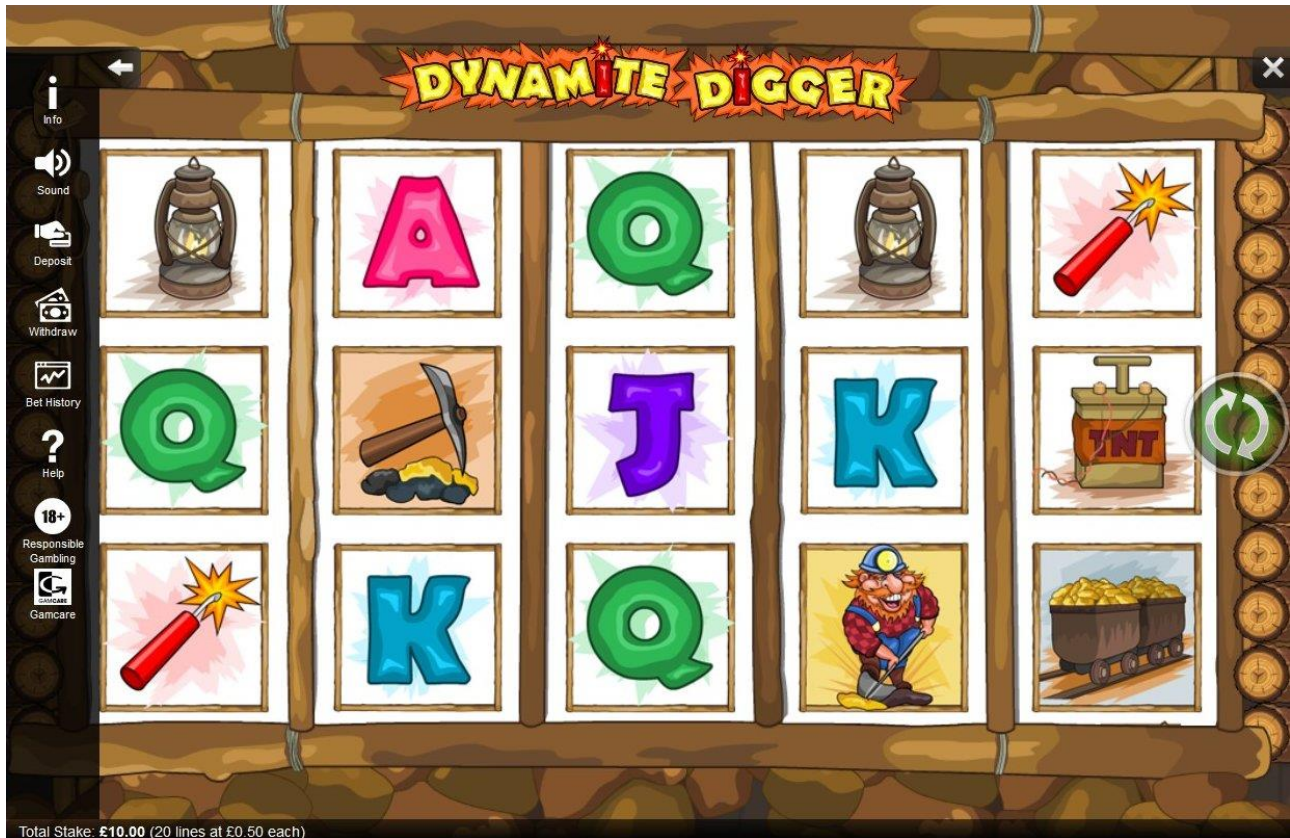 DYNAMITE DIGGER
i
Info
Sound
Deposit
Withdraw
Bet History
?
Help
18+
Responsible
Gambling
GAMCARE
Gamcare
A
Q
Q
J
K
TNT
K
Q
Total Stake: £10.00 (20 lines at £0.50 each)